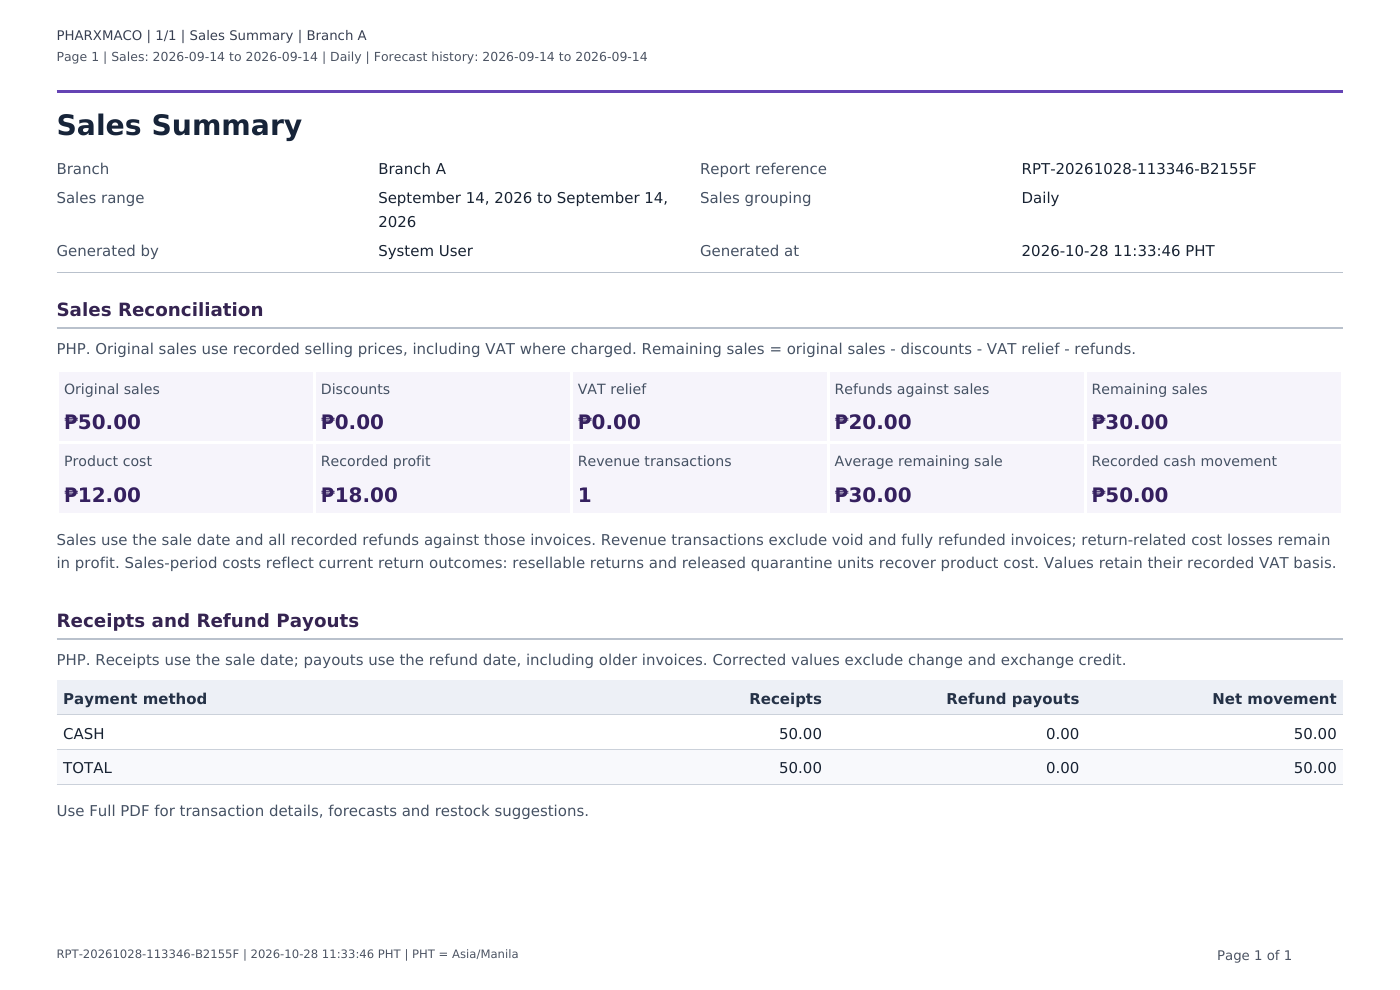 PHARXMACO | 1/1 | Sales Summary | Branch A
Page 1 | Sales: 2026-09-14 to 2026-09-14 | Daily | Forecast history: 2026-09-14 to 2026-09-14
Sales Summary
Branch Branch A Report reference RPT-20261028-113346-B2155F
Sales range September 14, 2026 to September 14, Sales grouping Daily
2026
Generated by System User Generated at 2026-10-28 11:33:46 PHT
Sales Reconciliation
PHP. Original sales use recorded selling prices, including VAT where charged. Remaining sales = original sales - discounts - VAT relief - refunds.
Original sales Discounts VAT relief Refunds against sales Remaining sales
₱50.00 ₱0.00 ₱0.00 ₱20.00 ₱30.00
Product cost Recorded profit Revenue transactions Average remaining sale Recorded cash movement
₱12.00 ₱18.00 1 ₱30.00 ₱50.00
Sales use the sale date and all recorded refunds against those invoices. Revenue transactions exclude void and fully refunded invoices; return-related cost losses remain
in profit. Sales-period costs reflect current return outcomes: resellable returns and released quarantine units recover product cost. Values retain their recorded VAT basis.
Receipts and Refund Payouts
PHP. Receipts use the sale date; payouts use the refund date, including older invoices. Corrected values exclude change and exchange credit.
Payment method Receipts Refund payouts Net movement
CASH 50.00 0.00 50.00
TOTAL 50.00 0.00 50.00
Use Full PDF for transaction details, forecasts and restock suggestions.
RPT-20261028-113346-B2155F | 2026-10-28 11:33:46 PHT | PHT = Asia/Manila
Page 1 of 1